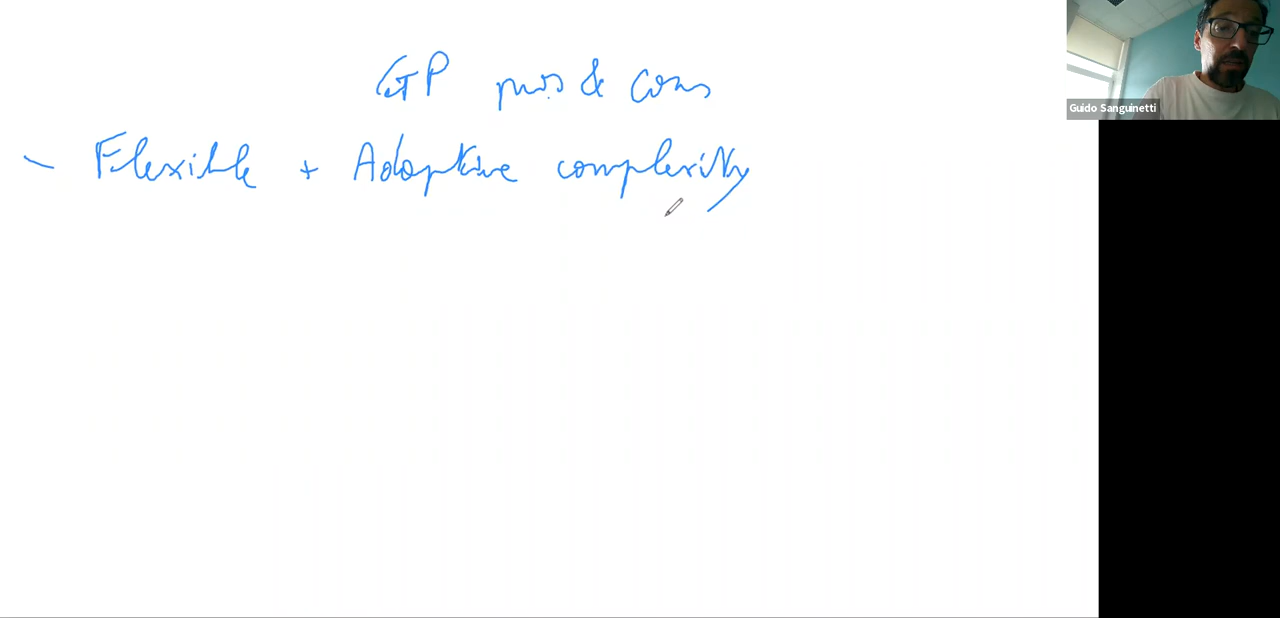 GP pros & cons
Guido Sanguinetti
- Flexible + Adaptive complexity